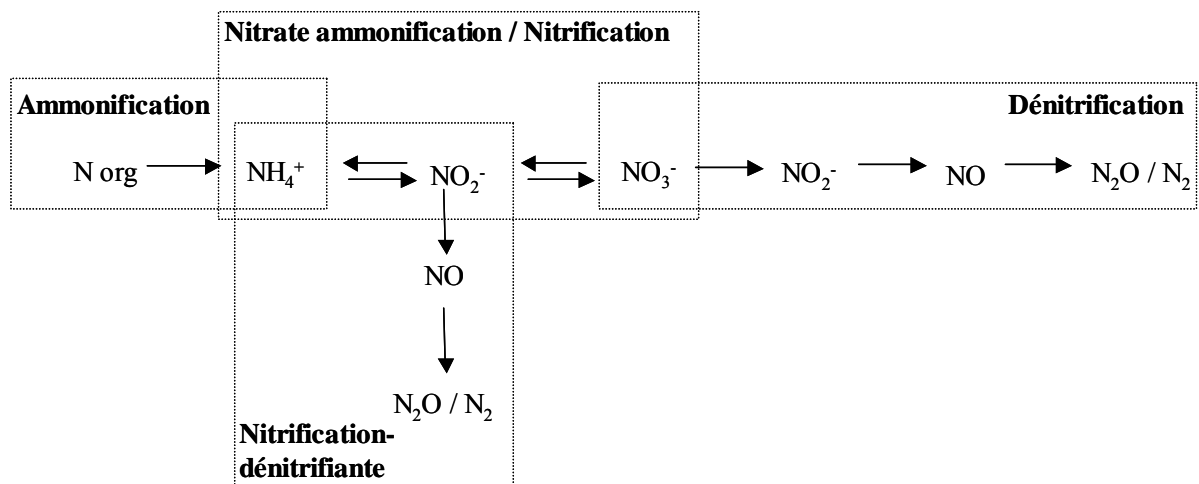 Nitrate ammonification / Nitrification
Ammonification
Dénitrification
N org NH₄⁺ NO₂⁻ NO₃⁻ NO₂⁻ NO N₂O / N₂
NO
N₂O / N₂
Nitrification-
dénitrifiante